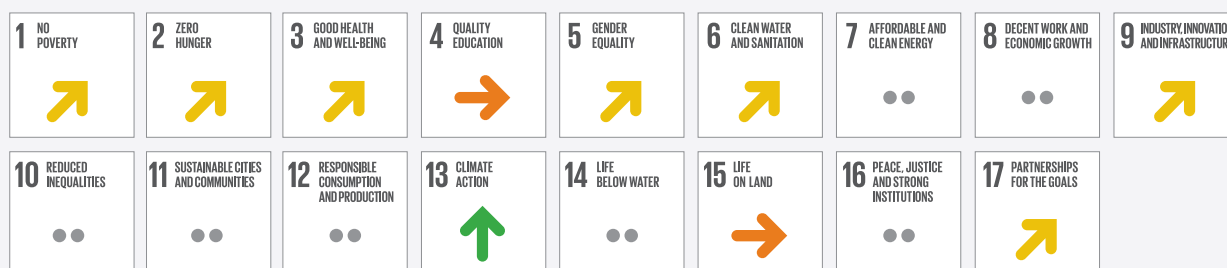 1 NO
POVERTY
2 ZERO
HUNGER
3 GOOD HEALTH
AND WELL-BEING
4 QUALITY
EDUCATION
5 GENDER
EQUALITY
6 CLEAN WATER
AND SANITATION
7 AFFORDABLE AND
CLEAN ENERGY
8 DECENT WORK AND
ECONOMIC GROWTH
9 INDUSTRY, INNOVATIO
AND INFRASTRUCTUR
10 REDUCED
INEQUALITIES
11 SUSTAINABLE CITIES
AND COMMUNITIES
12 RESPONSIBLE
CONSUMPTION
AND PRODUCTION
13 CLIMATE
ACTION
14 LIFE
BELOW WATER
15 LIFE
ON LAND
16 PEACE, JUSTICE
AND STRONG
INSTITUTIONS
17 PARTNERSHIPS
FOR THE GOALS